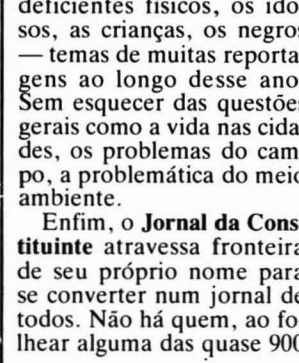 deficientes físicos, os ido
sos, as crianças, os negros
— temas de muitas reporta
gens ao longo desse ano.
Sem esquecer das questões
gerais como a vida nas cida
des, os problemas do cam
po, a problemática do meio
ambiente.
Enfim, o Jornal da Cons
tituinte atravessa fronteira
de seu próprio nome para
se converter num jornal de
todos. Não há quem, ao fo
lhear alguma das quase 900